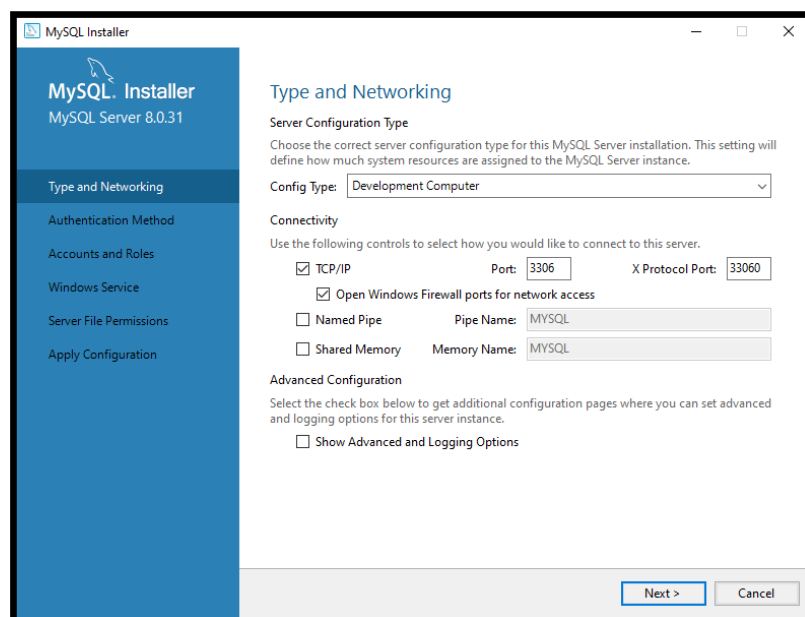 MySQL Installer
MySQL. Installer
MySQL Server 8.0.31
Type and Networking
Authentication Method
Accounts and Roles
Windows Service
Server File Permissions
Apply Configuration
Type and Networking
Server Configuration Type
Choose the correct server configuration type for this MySQL Server installation. This setting will
define how much system resources are assigned to the MySQL Server instance.
Config Type: Development Computer
Connectivity
Use the following controls to select how you would like to connect to this server.
TCP/IP Port: 3306 X Protocol Port: 33060
Open Windows Firewall ports for network access
Named Pipe Pipe Name: MYSQL
Shared Memory Memory Name: MYSQL
Advanced Configuration
Select the check box below to get additional configuration pages where you can set advanced
and logging options for this server instance.
Show Advanced and Logging Options
Next > Cancel